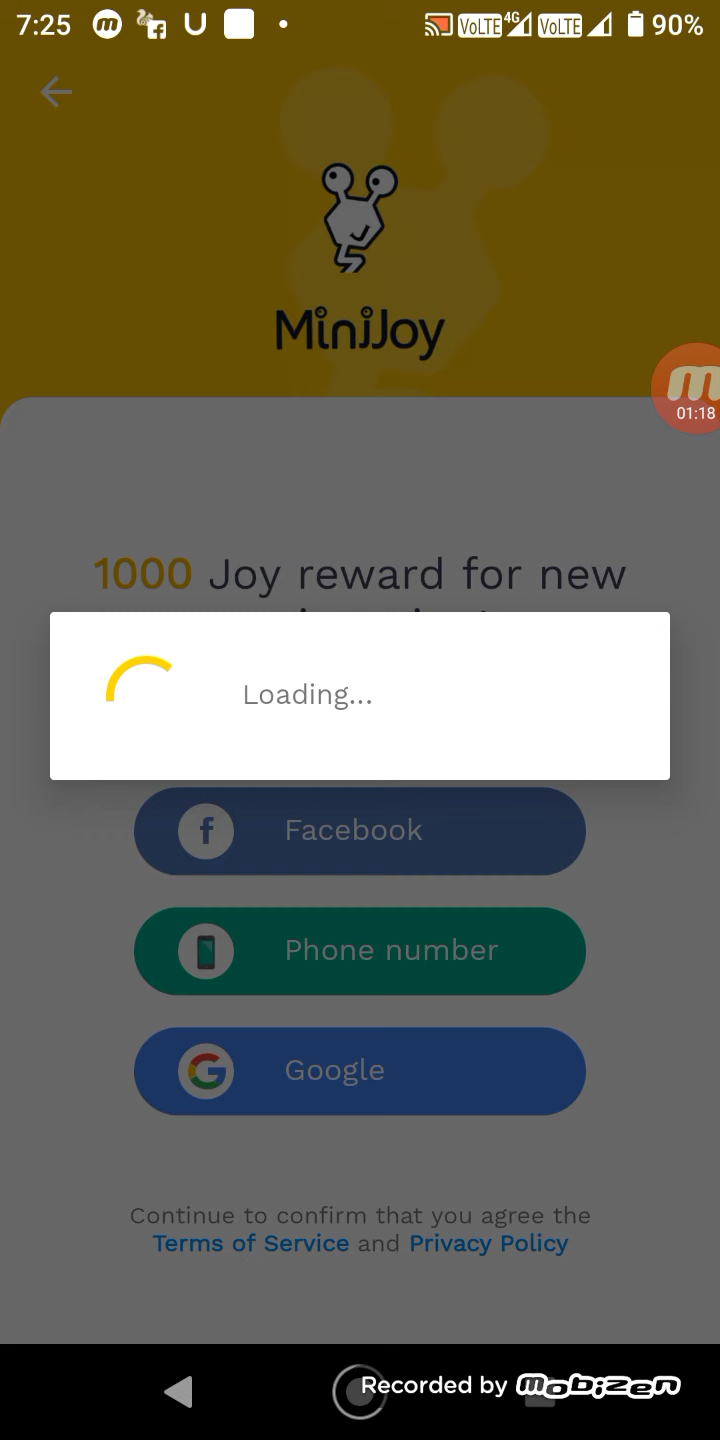 7:25
VoLTE 4G VoLTE 90%
MiniJoy
01:18
1000 Joy reward for new
Loading...
Facebook
Phone number
Google
Continue to confirm that you agree the
Terms of Service and Privacy Policy
Recorded by mobizen